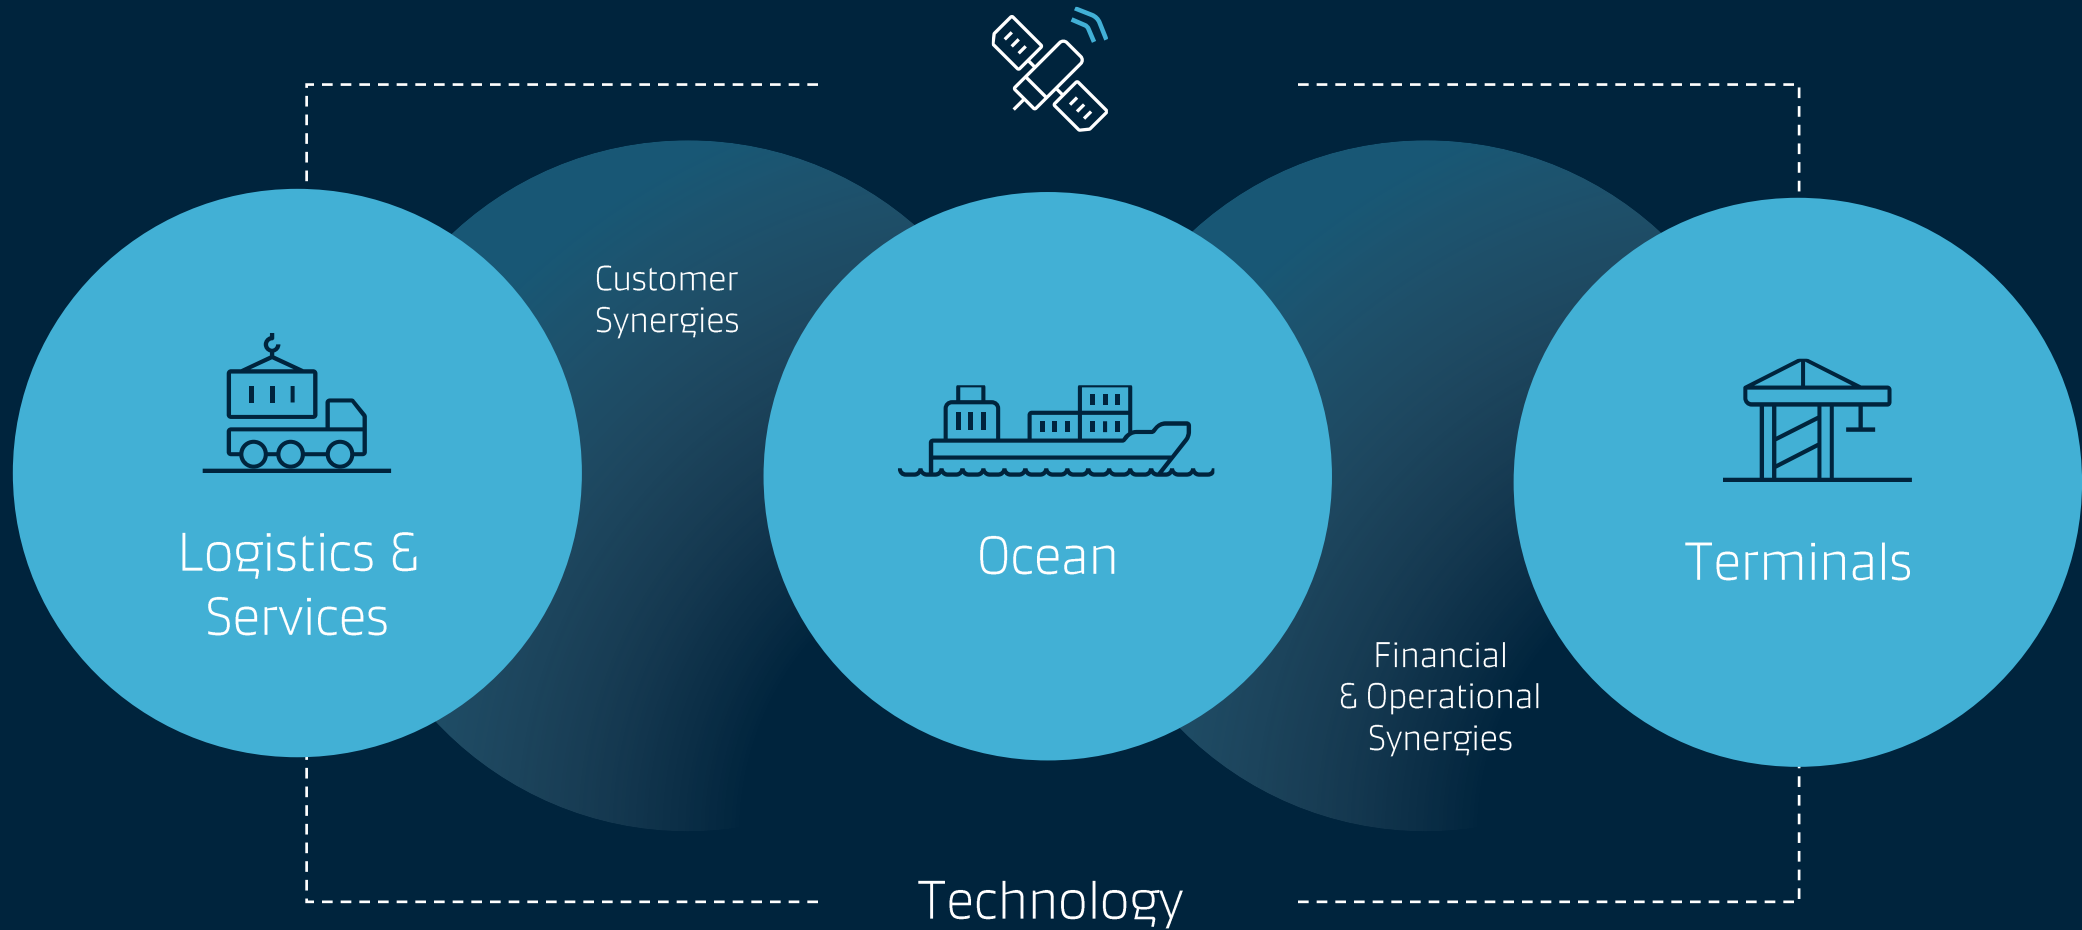 Customer
Synergies
Logistics &
Services
Ocean
Terminals
Financial
& Operational
Synergies
Technology